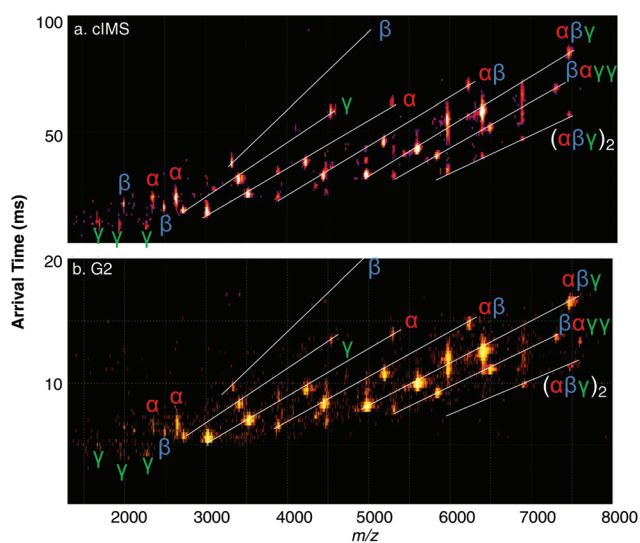 a. cIMS
100
50
β
γ
α
αβ
αβγ
βαγγ
(αβγ)₂
β
α
α
β
γ
γ
γ
Arrival Time (ms)
b. G2
20
10
β
γ
α
αβ
αβγ
βαγγ
(αβγ)₂
α
α
β
γ
γ
γ
2000 3000 4000 5000 6000 7000 8000
m/z